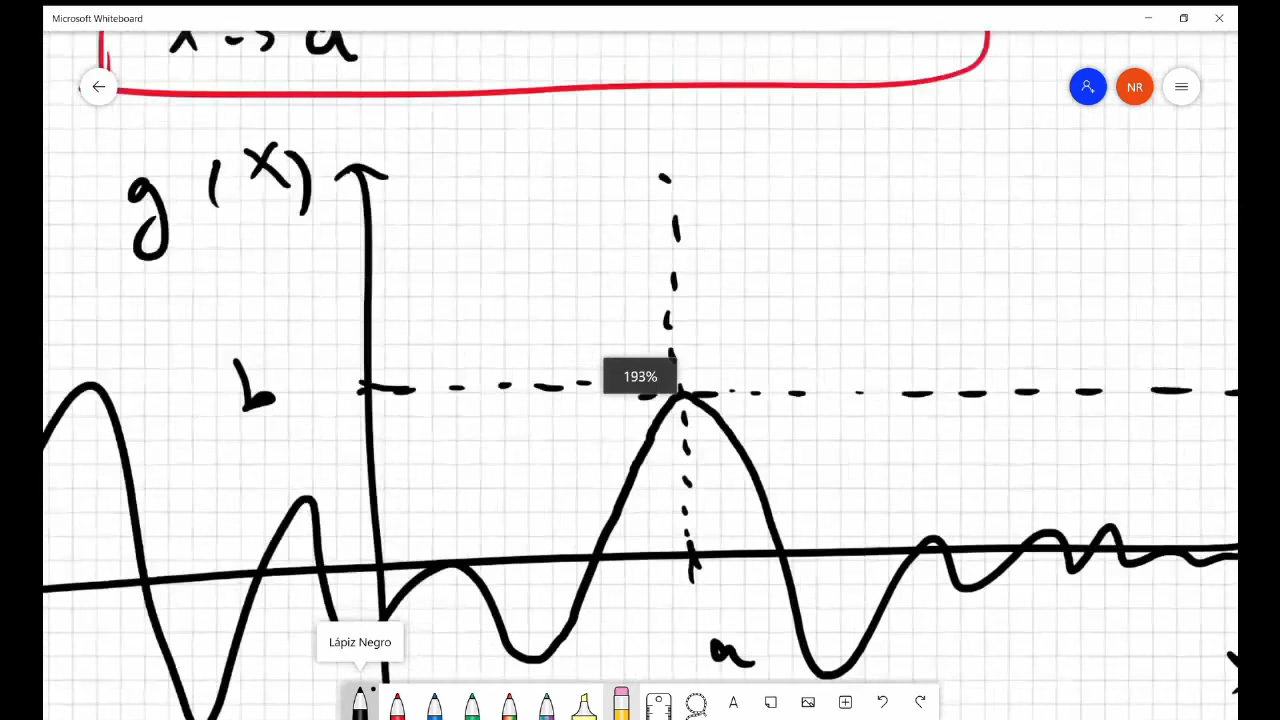 Microsoft Whiteboard
x → a
NR
g (x)
193%
b
Lápiz Negro
a
A